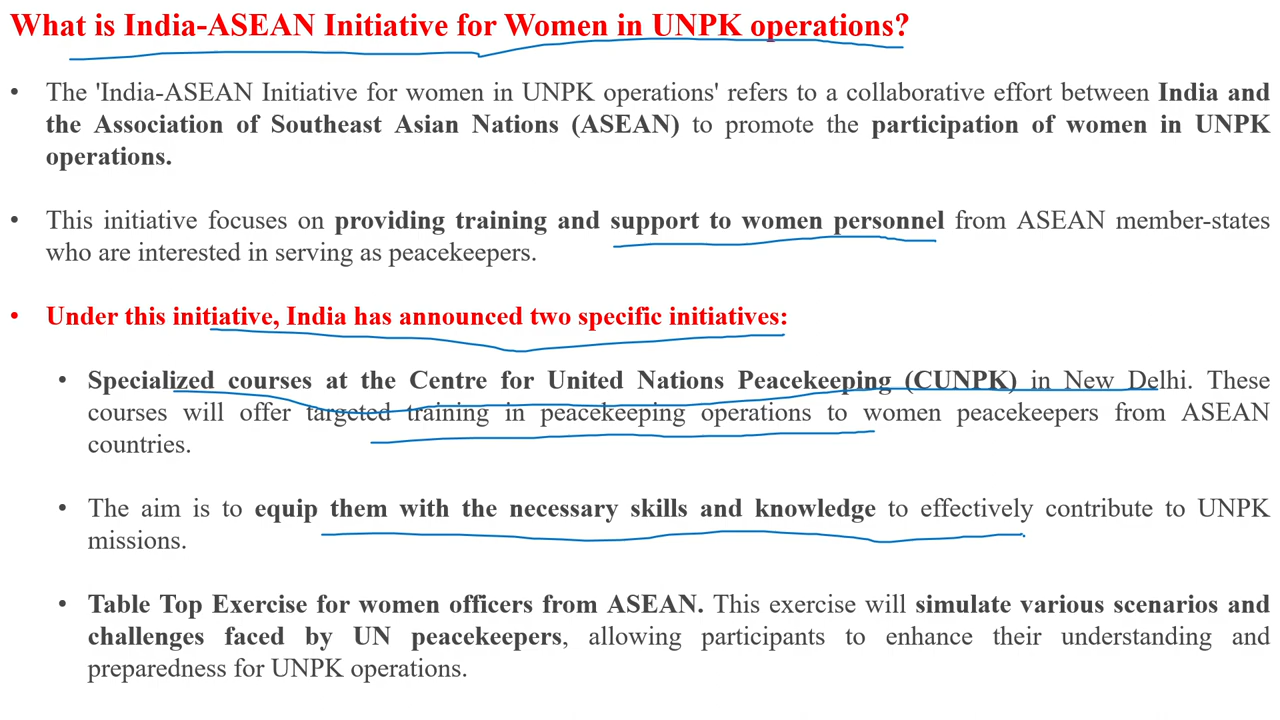 What is India-ASEAN Initiative for Women in UNPK operations?
• The 'India-ASEAN Initiative for women in UNPK operations' refers to a collaborative effort between India and
the Association of Southeast Asian Nations (ASEAN) to promote the participation of women in UNPK
operations.
• This initiative focuses on providing training and support to women personnel from ASEAN member-states
who are interested in serving as peacekeepers.
• Under this initiative, India has announced two specific initiatives:
• Specialized courses at the Centre for United Nations Peacekeeping (CUNPK) in New Delhi. These
courses will offer targeted training in peacekeeping operations to women peacekeepers from ASEAN
countries.
• The aim is to equip them with the necessary skills and knowledge to effectively contribute to UNPK
missions.
• Table Top Exercise for women officers from ASEAN. This exercise will simulate various scenarios and
challenges faced by UN peacekeepers, allowing participants to enhance their understanding and
preparedness for UNPK operations.